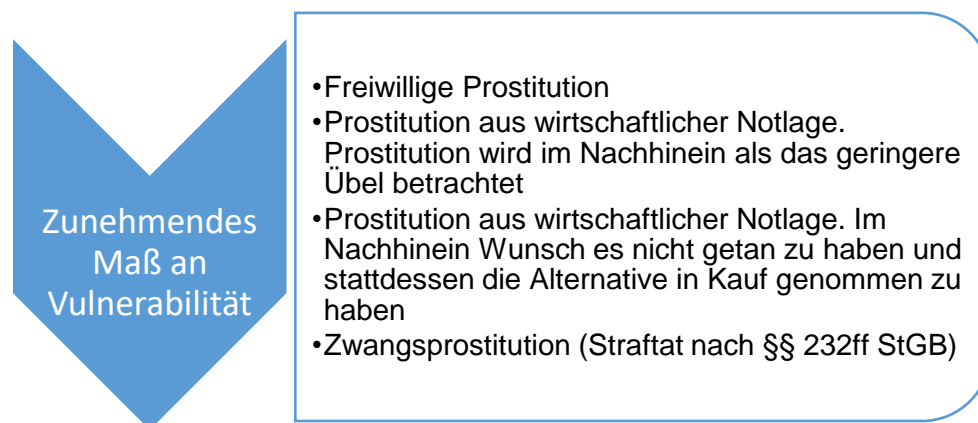 Zunehmendes
Maß an
Vulnerabilität
•Freiwillige Prostitution
•Prostitution aus wirtschaftlicher Notlage.
Prostitution wird im Nachhinein als das geringere
Übel betrachtet
•Prostitution aus wirtschaftlicher Notlage. Im
Nachhinein Wunsch es nicht getan zu haben und
stattdessen die Alternative in Kauf genommen zu
haben
•Zwangsprostitution (Straftat nach §§ 232ff StGB)